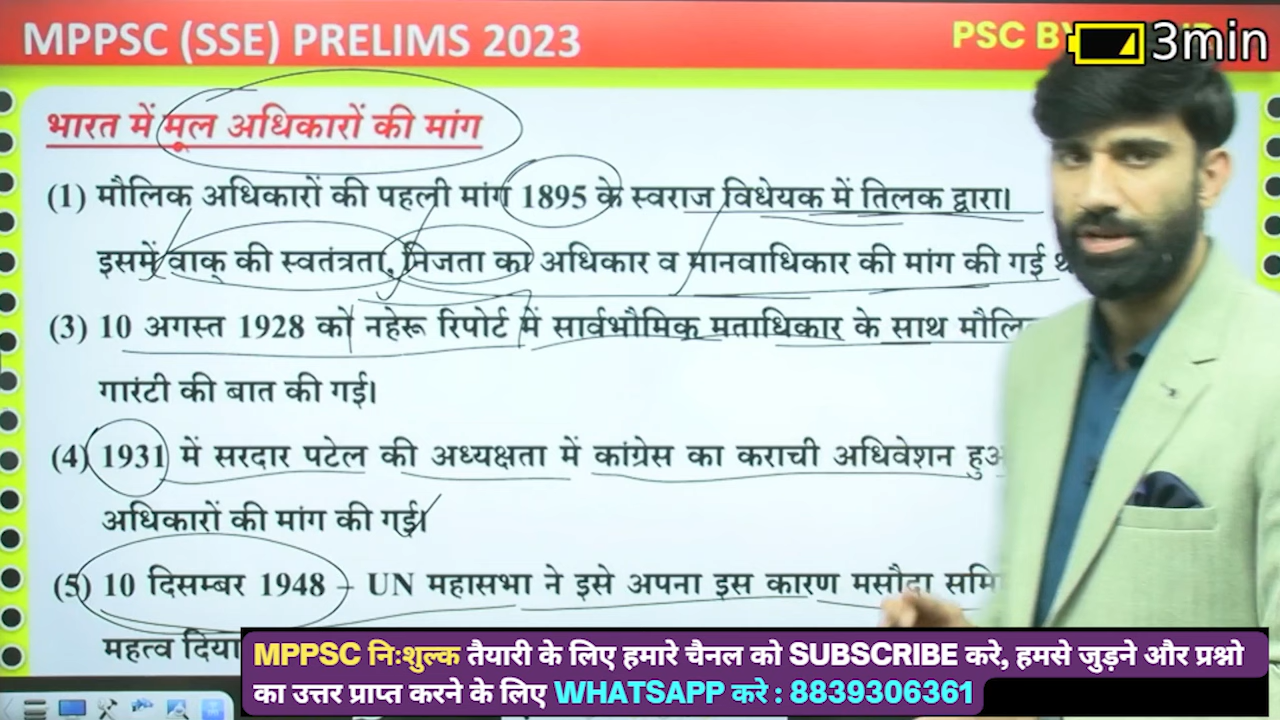 MPPSC (SSE) PRELIMS 2023
PSC BY
3min
भारत में मूल अधिकारों की मांग
(1) मौलिक अधिकारों की पहली मांग 1895 के स्वराज विधेयक में तिलक द्वारा।
इसमें वाक् की स्वतंत्रता, निजता का अधिकार व मानवाधिकार की मांग की गई
(3) 10 अगस्त 1928 को नहेरू रिपोर्ट में सार्वभौमिक मताधिकार के साथ
गारंटी की बात की गई।
(4) 1931 में सरदार पटेल की अध्यक्षता में कांग्रेस का कराची अधिवेशन
अधिकारों की मांग की गई।
(5) 10 दिसम्बर 1948 – UN महासभा ने इसे अपना इस कारण मसौदा
महत्व दिया
MPPSC निःशुल्क तैयारी के लिए हमारे चैनल को SUBSCRIBE करे, हमसे जुड़ने और प्रश्नो
का उत्तर प्राप्त करने के लिए WHATSAPP करे : 8839306361